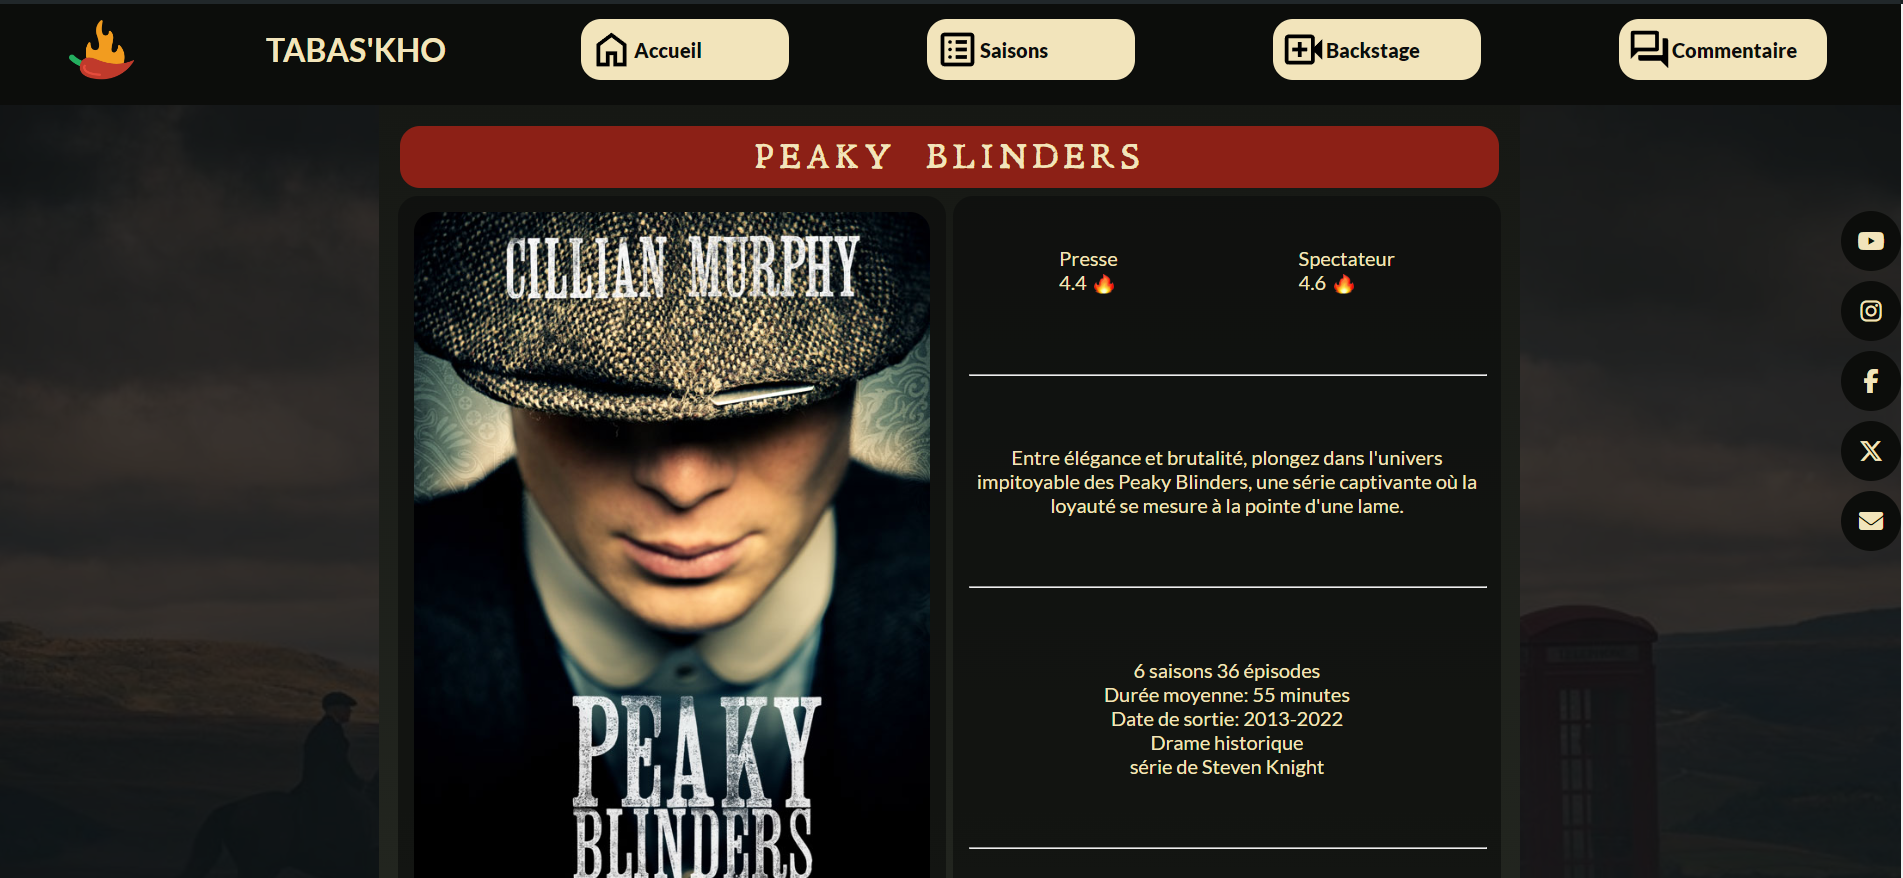 TABAS'KHO
Accueil
Saisons
Backstage
Commentaire
PEAKY BLINDERS
CILLIAN MURPHY
PEAKY
BLINDERS
Presse
4.4 🔥
Spectateur
4.6 🔥
Entre élégance et brutalité, plongez dans l'univers
impitoyable des Peaky Blinders, une série captivante où la
loyauté se mesure à la pointe d'une lame.
6 saisons 36 épisodes
Durée moyenne: 55 minutes
Date de sortie: 2013-2022
Drame historique
série de Steven Knight